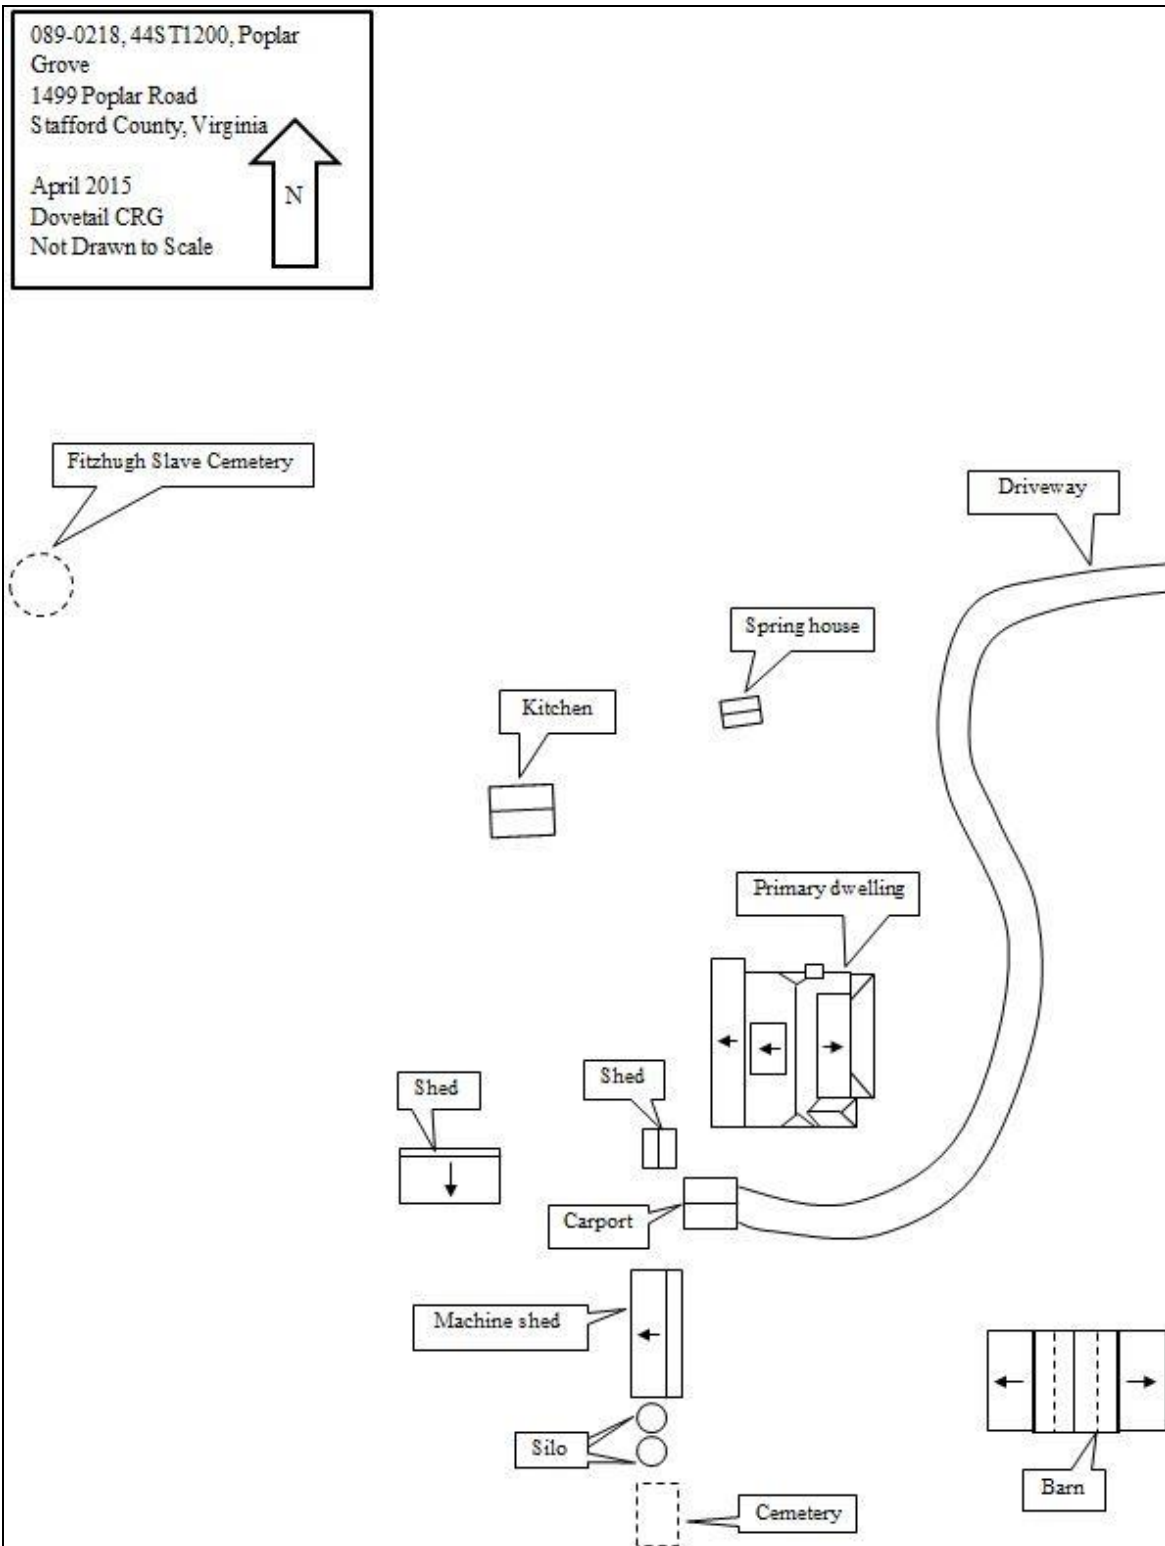 089-0218, 44ST1200, Poplar
Grove
1499 Poplar Road
Stafford County, Virginia
April 2015
Dovetail CRG
Not Drawn to Scale
N
Fitzhugh Slave Cemetery
Driveway
Spring house
Kitchen
Primary dwelling
Shed
Shed
Carport
Machine shed
Silo
Barn
Cemetery